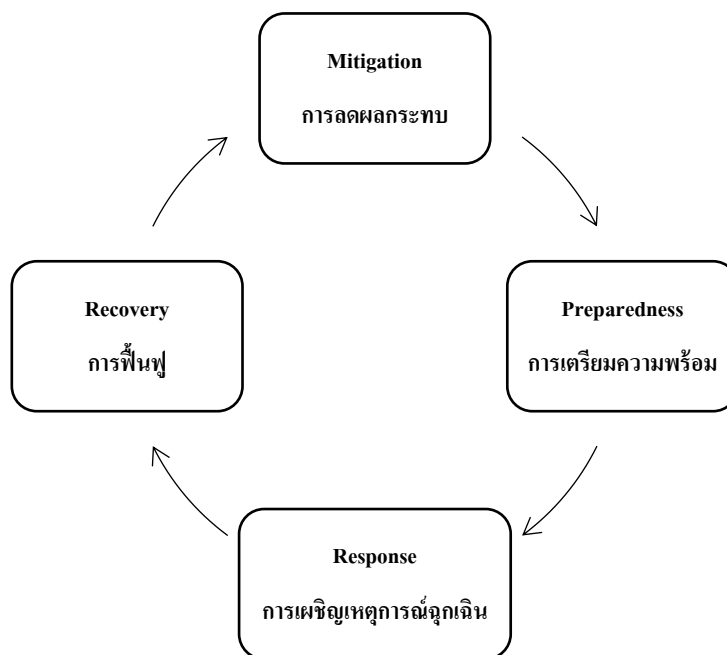 Mitigation
การลดผลกระทบ
Recovery
การฟื้นฟู
Preparedness
การเตรียมความพร้อม
Response
การเผชิญเหตุการณ์ฉุกเฉิน